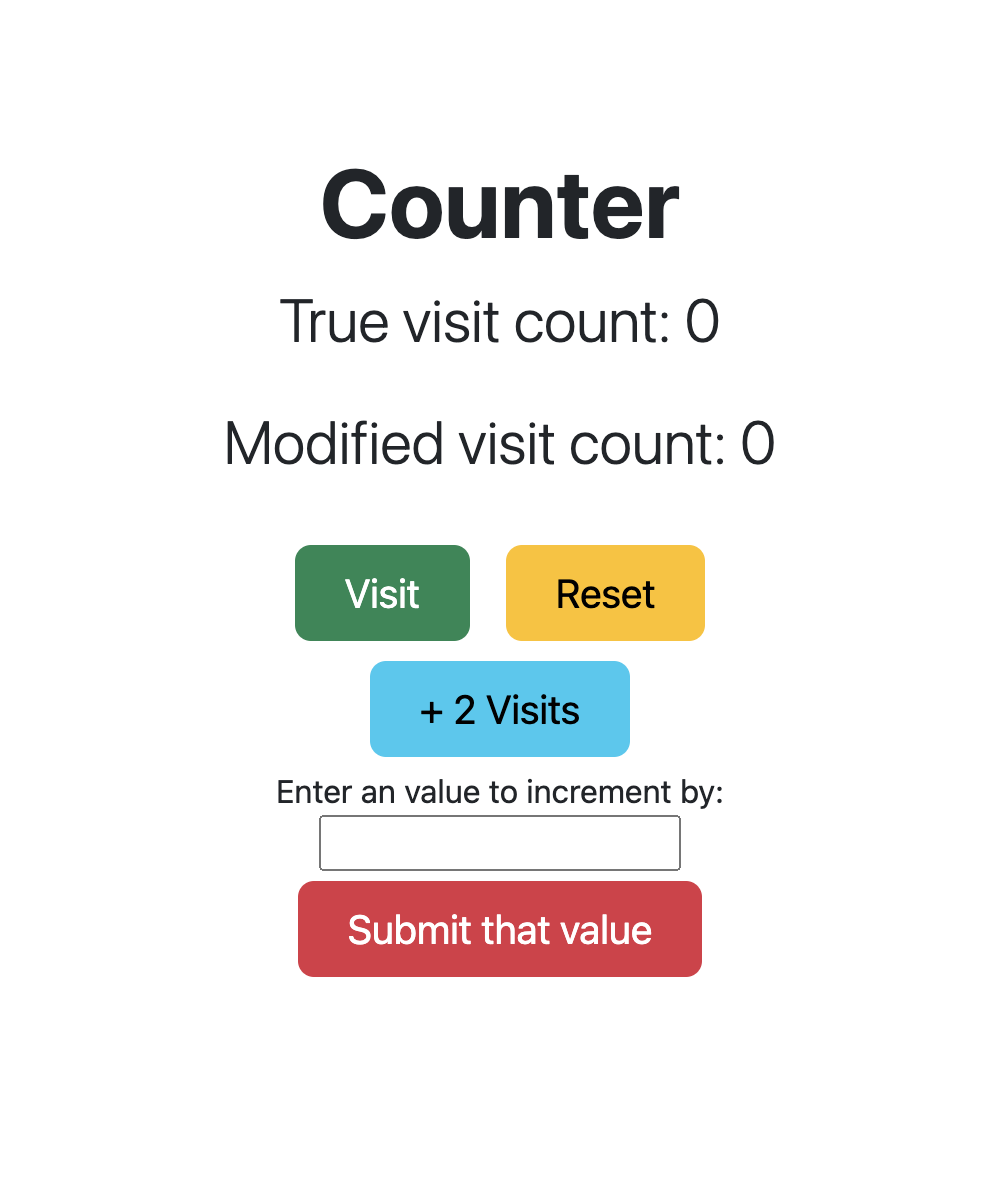 Counter
True visit count: 0
Modified visit count: 0
Visit Reset
+ 2 Visits
Enter an value to increment by:
Submit that value